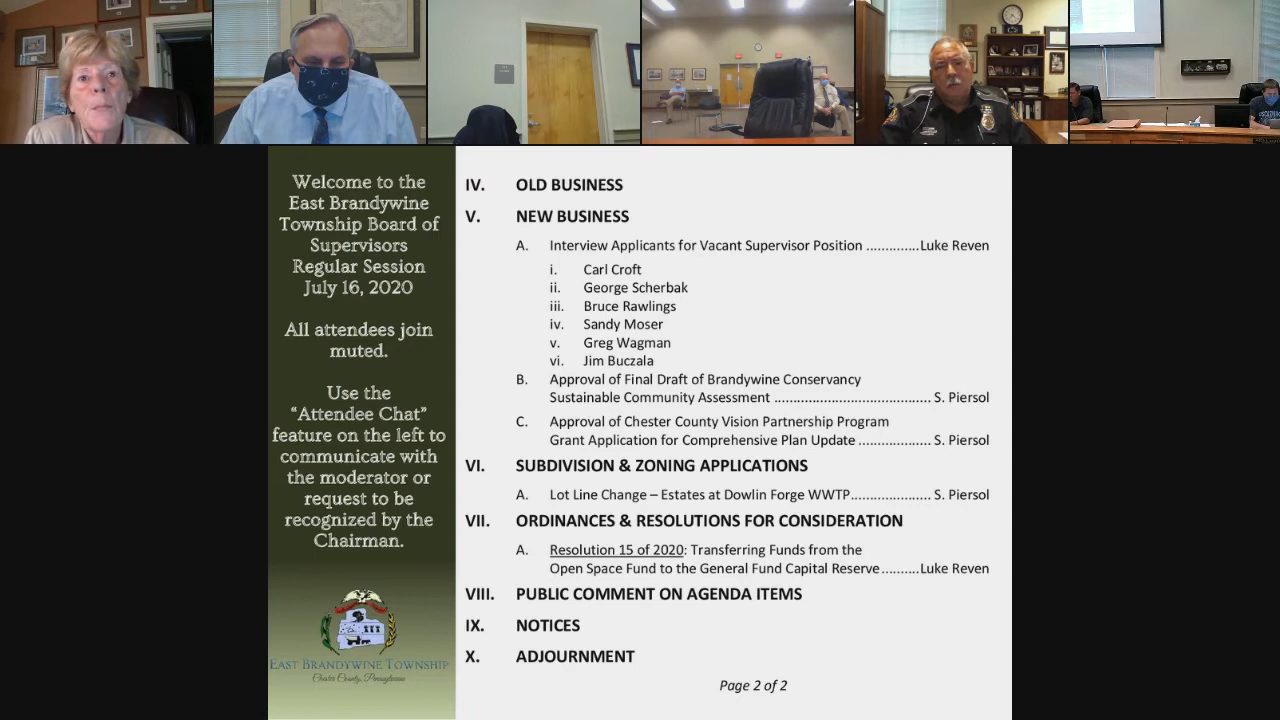 Welcome to the
East Brandywine
Township Board of
Supervisors
Regular Session
July 16, 2020
All attendees join
muted.
Use the
“Attendee Chat”
feature on the left to
communicate with
the moderator or
request to be
recognized by the
Chairman.
EAST BRANDYWINE TOWNSHIP
Chester County, Pennsylvania
IV. OLD BUSINESS
V. NEW BUSINESS
A. Interview Applicants for Vacant Supervisor Position .............Luke Reven
i. Carl Croft
ii. George Scherbak
iii. Bruce Rawlings
iv. Sandy Moser
v. Greg Wagman
vi. Jim Buczala
B. Approval of Final Draft of Brandywine Conservancy
Sustainable Community Assessment ...................................... S. Piersol
C. Approval of Chester County Vision Partnership Program
Grant Application for Comprehensive Plan Update .................. S. Piersol
VI. SUBDIVISION & ZONING APPLICATIONS
A. Lot Line Change – Estates at Dowlin Forge WWTP.................... S. Piersol
VII. ORDINANCES & RESOLUTIONS FOR CONSIDERATION
A. Resolution 15 of 2020: Transferring Funds from the
Open Space Fund to the General Fund Capital Reserve..........Luke Reven
VIII. PUBLIC COMMENT ON AGENDA ITEMS
IX. NOTICES
X. ADJOURNMENT
Page 2 of 2